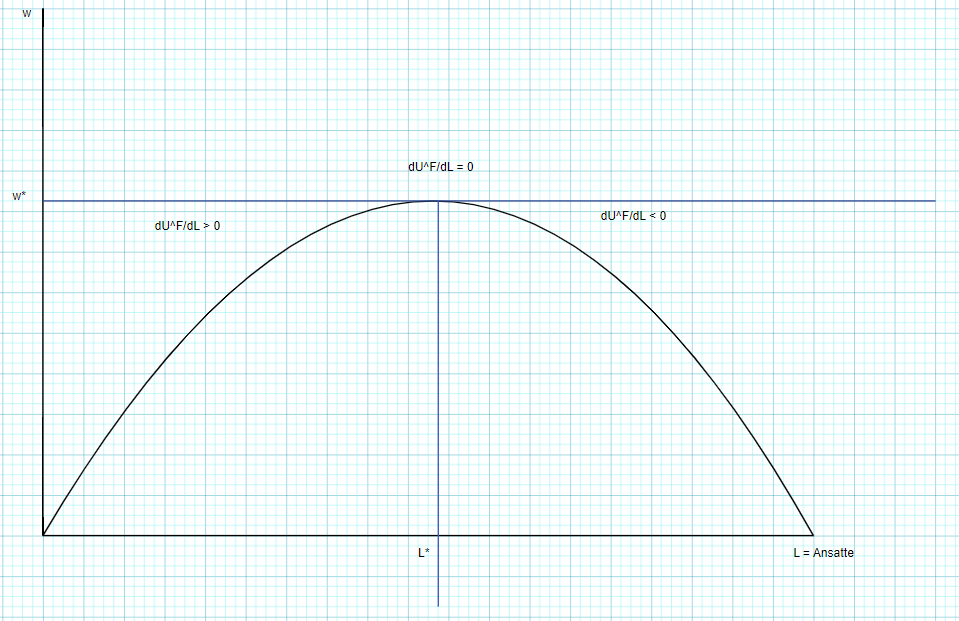 w
dU^F/dL = 0
w*
dU^F/dL > 0
dU^F/dL < 0
L*
L = Ansatte